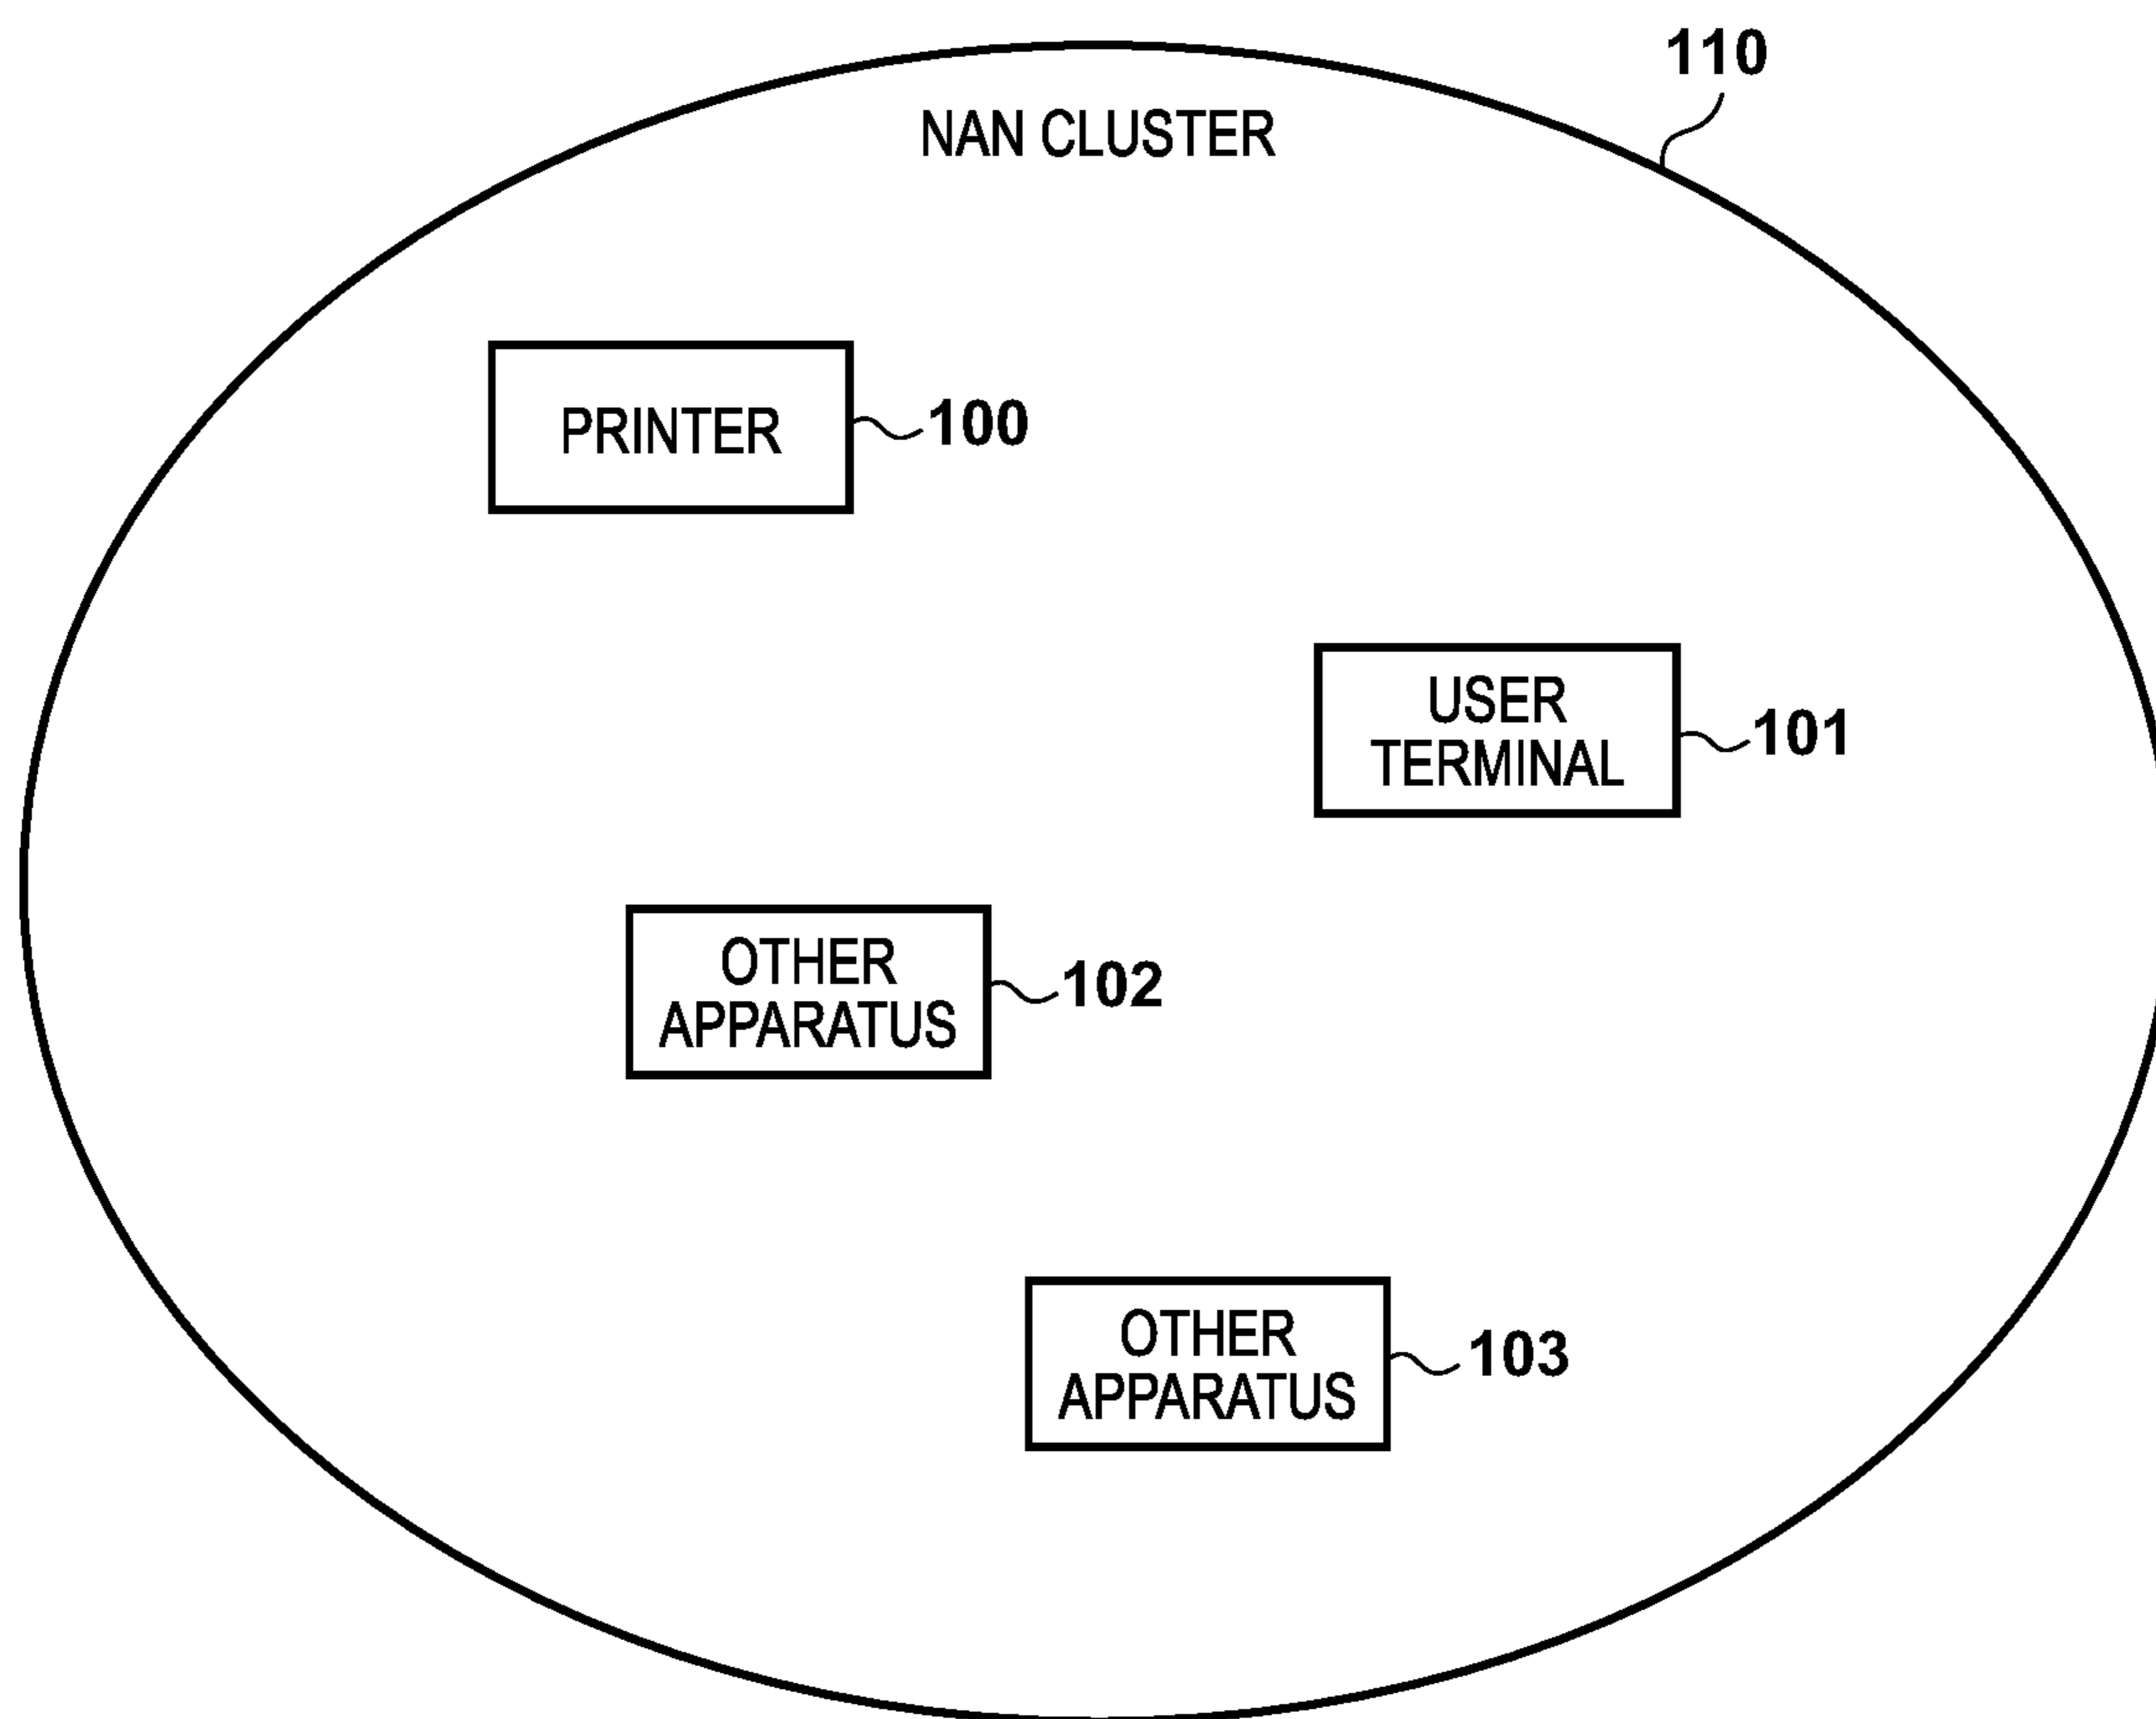 110
NAN CLUSTER
PRINTER
100
USER
TERMINAL
101
OTHER
APPARATUS
102
OTHER
APPARATUS
103